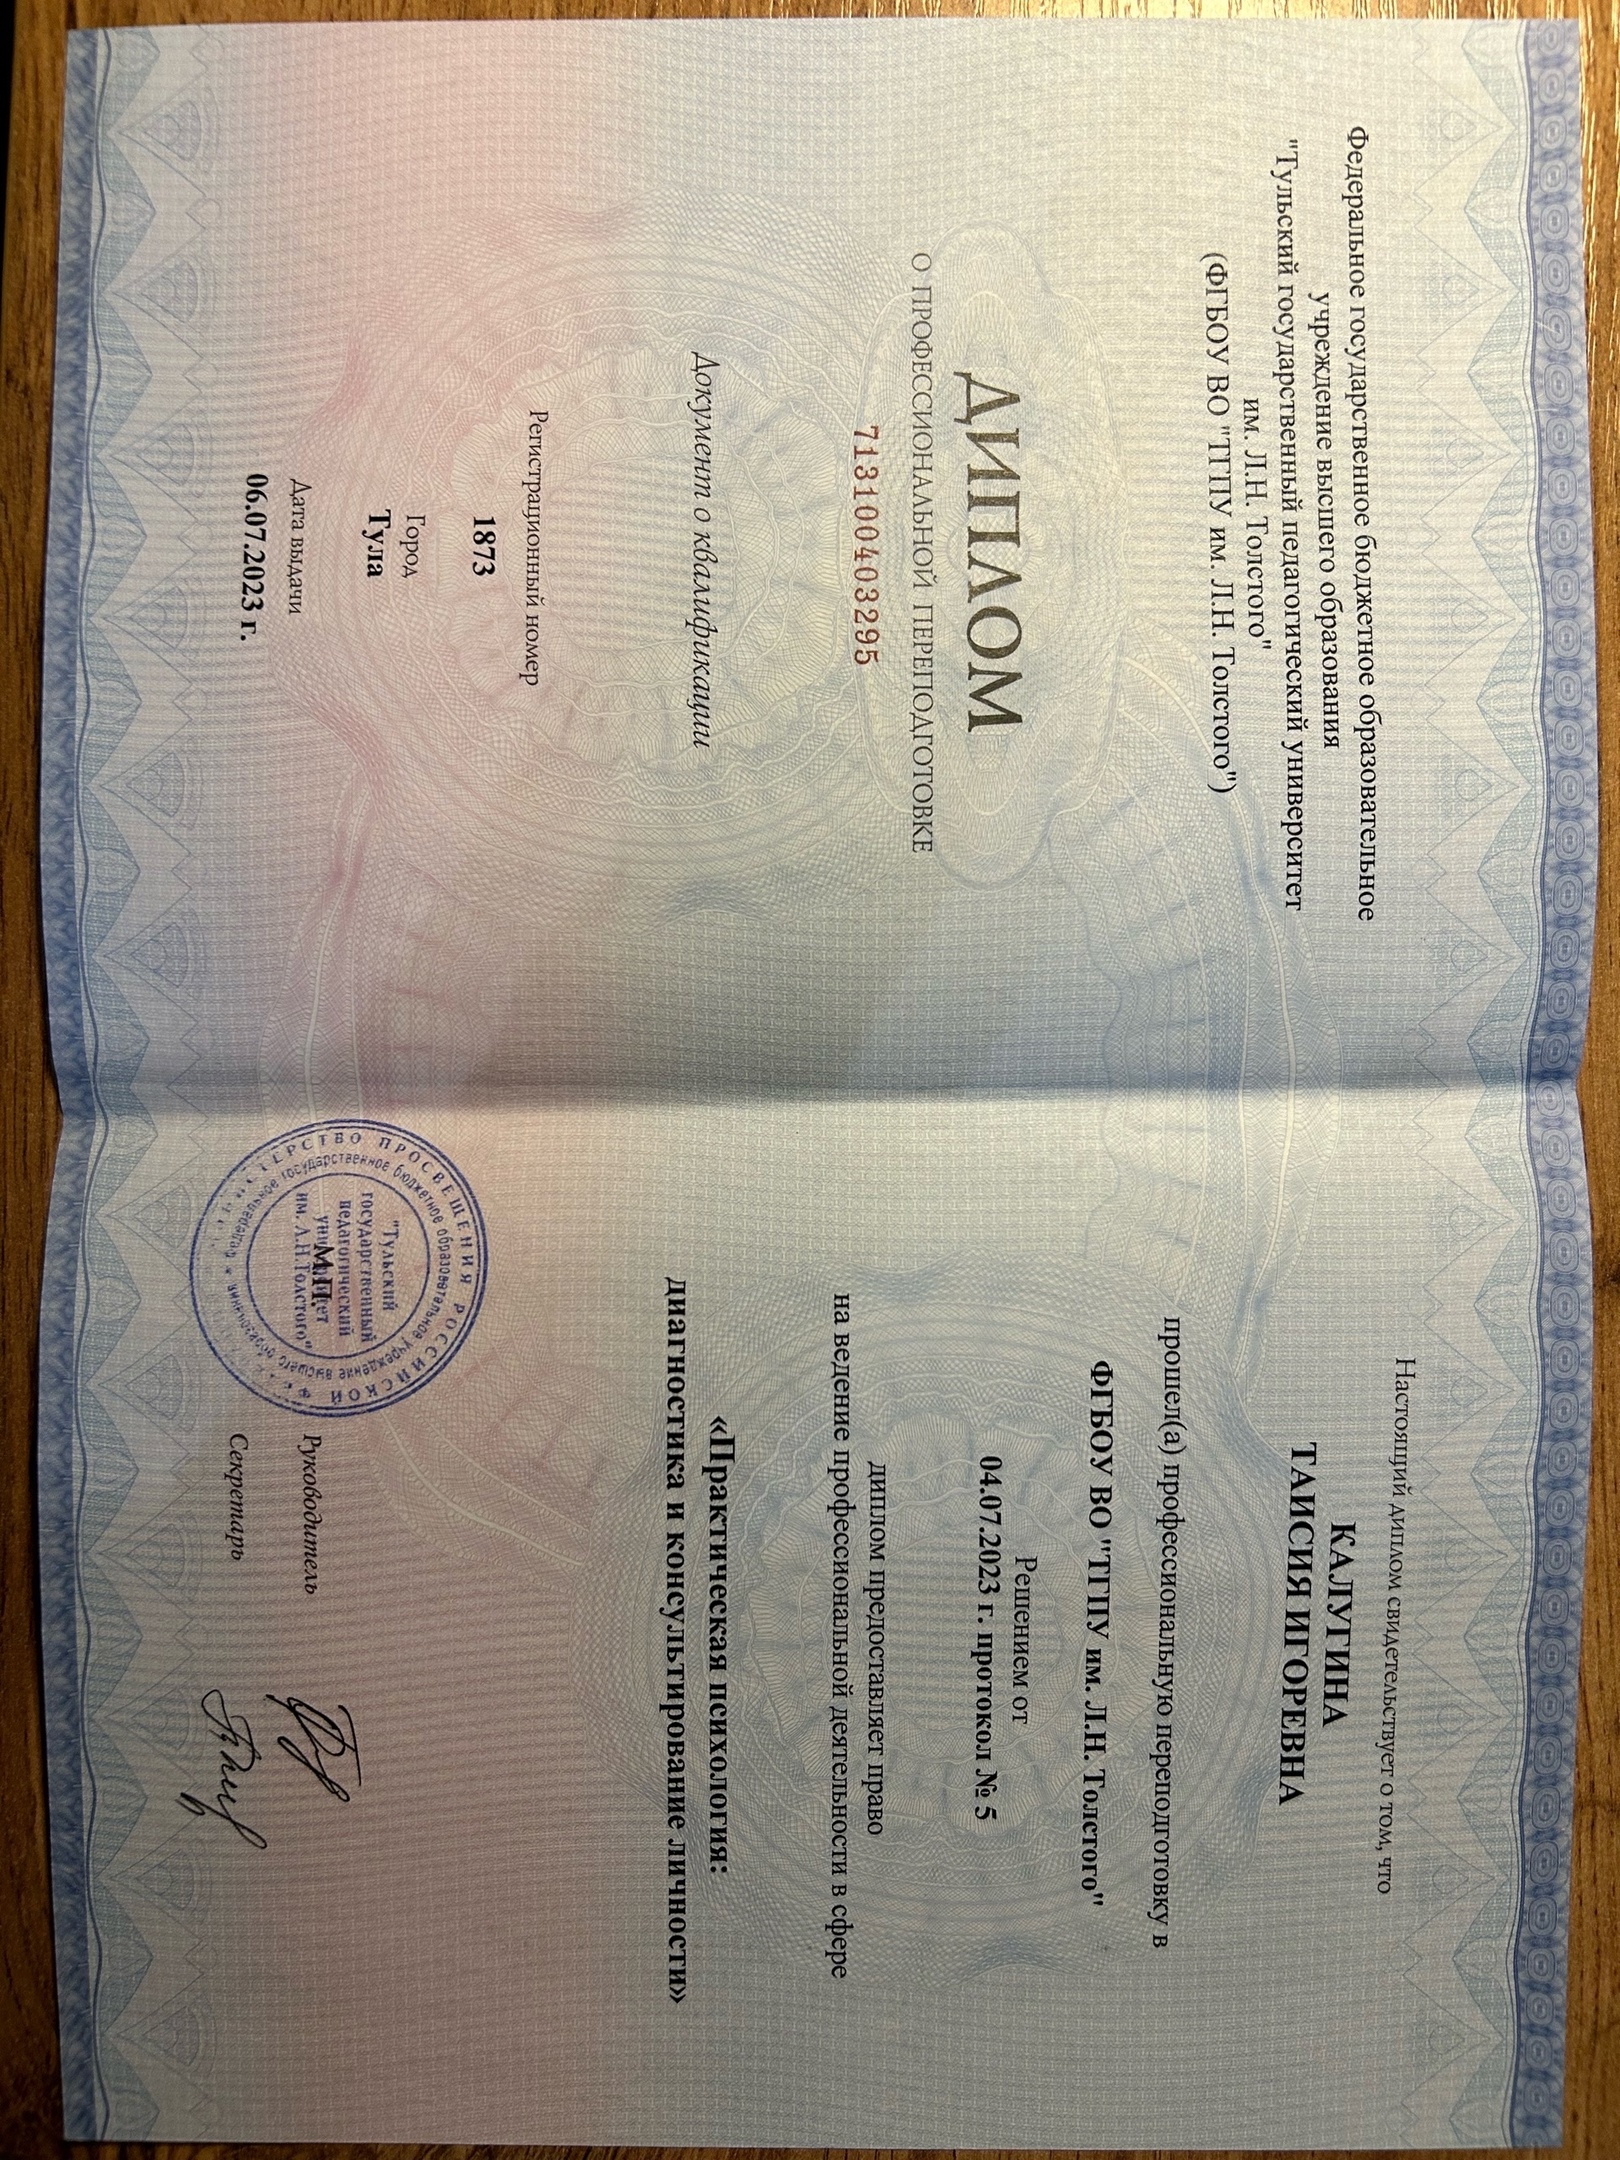 Федеральное государственное бюджетное образовательное
учреждение высшего образования
"Тульский государственный педагогический университет
им. Л.Н. Толстого"
(ФГБОУ ВО "ТГПУ им. Л.Н. Толстого")
ДИПЛОМ
О ПРОФЕССИОНАЛЬНОЙ ПЕРЕПОДГОТОВКЕ
713100403295
Документ о квалификации
Регистрационный номер
1873
Город
Тула
Дата выдачи
06.07.2023 г.
Настоящий диплом свидетельствует о том, что
КАЛУГИНА
ТАИСИЯ ИГОРЕВНА
прошел(а) профессиональную переподготовку в
ФГБОУ ВО "ТГПУ им. Л.Н. Толстого"
Решением от
04.07.2023 г. протокол № 5
диплом предоставляет право
на ведение профессиональной деятельности в сфере
«Практическая психология:
диагностика и консультирование личности»
Руководитель
Секретарь
М.П.
ПРОСВЕЩЕНИЯ РОССИЙСКОЙ
федеральное государственное бюджетное образовательное учреждение высшего образования
"Тульский
государственный
педагогический
университет
им. Л.Н.Толстого"